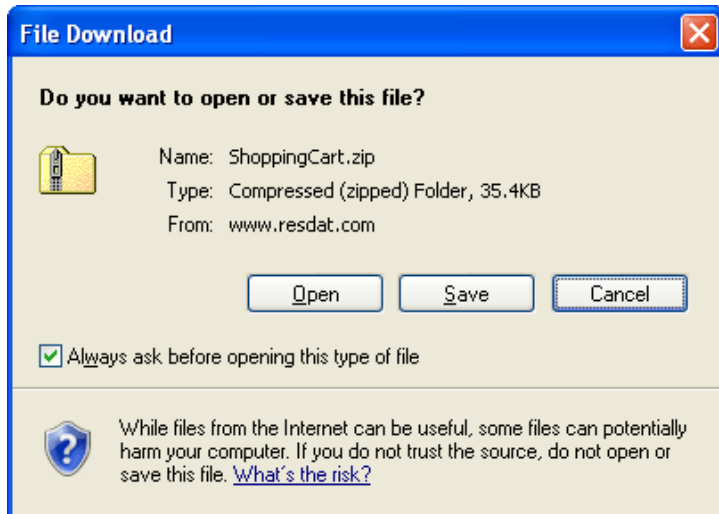 File Download
Do you want to open or save this file?
Name: ShoppingCart.zip
Type: Compressed (zipped) Folder, 35.4KB
From: www.resdat.com
Open Save Cancel
Always ask before opening this type of file
While files from the Internet can be useful, some files can potentially
harm your computer. If you do not trust the source, do not open or
save this file. What's the risk?